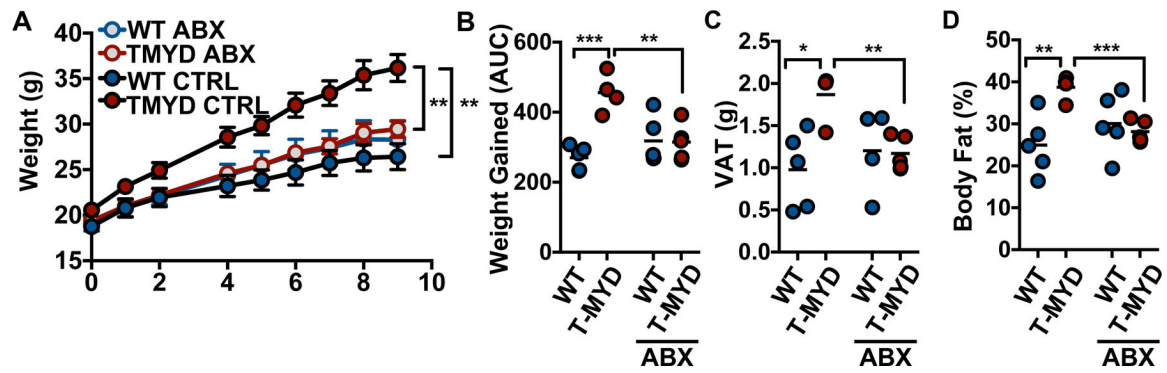 A
WT ABX
TMYD ABX
WT CTRL
TMYD CTRL
Weight (g)
40
35
30
25
20
15
0 2 4 6 8 10
** **
B
Weight Gained (AUC)
600
400
200
0
*** **
WT T-MYD WT T-MYD
ABX
C
VAT (g)
2.5
2.0
1.5
1.0
0.5
0.0
* **
WT T-MYD WT T-MYD
ABX
D
Body Fat (%)
50
40
30
20
10
0
** ***
WT T-MYD WT T-MYD
ABX